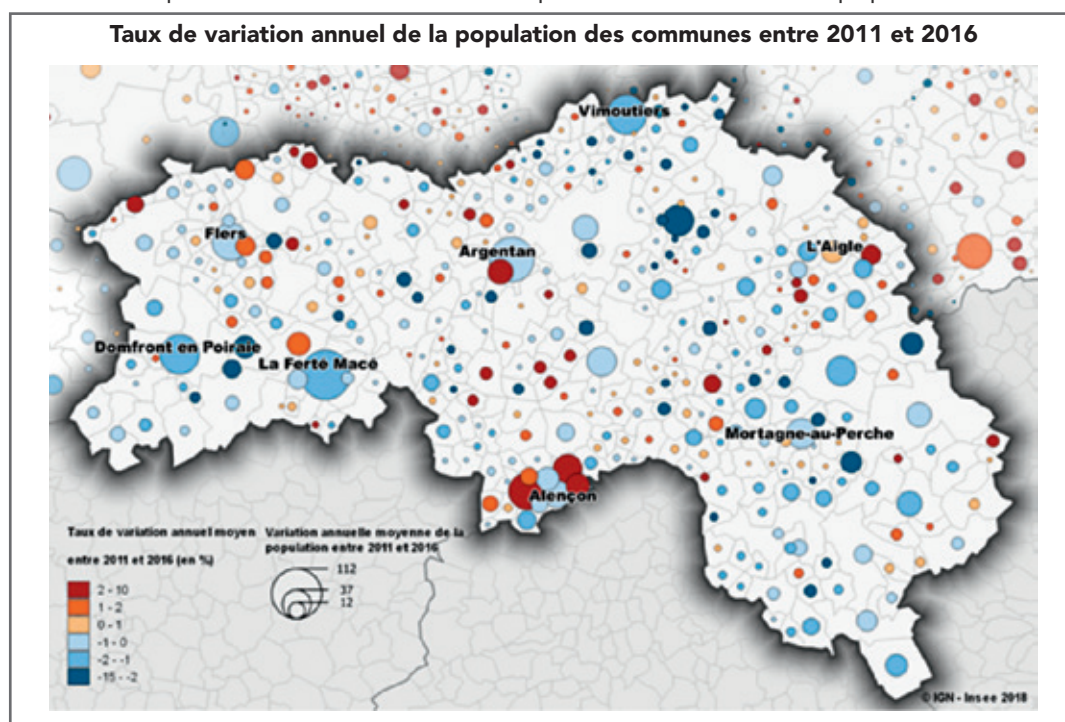 Taux de variation annuel de la population des communes entre 2011 et 2016
Vimoutiers
Flers
Argentan
L'Aigle
Domfront en Poiraie
La Ferté Macé
Mortagne-au-Perche
Alençon
Taux de variation annuel moyen
entre 2011 et 2016 (en %)
2 - 10
1 - 2
0 - 1
-1 - 0
-2 - -1
-15 - -2
Variation annuelle moyenne de la
population entre 2011 et 2016
112
37
12
© IGN - Insee 2018